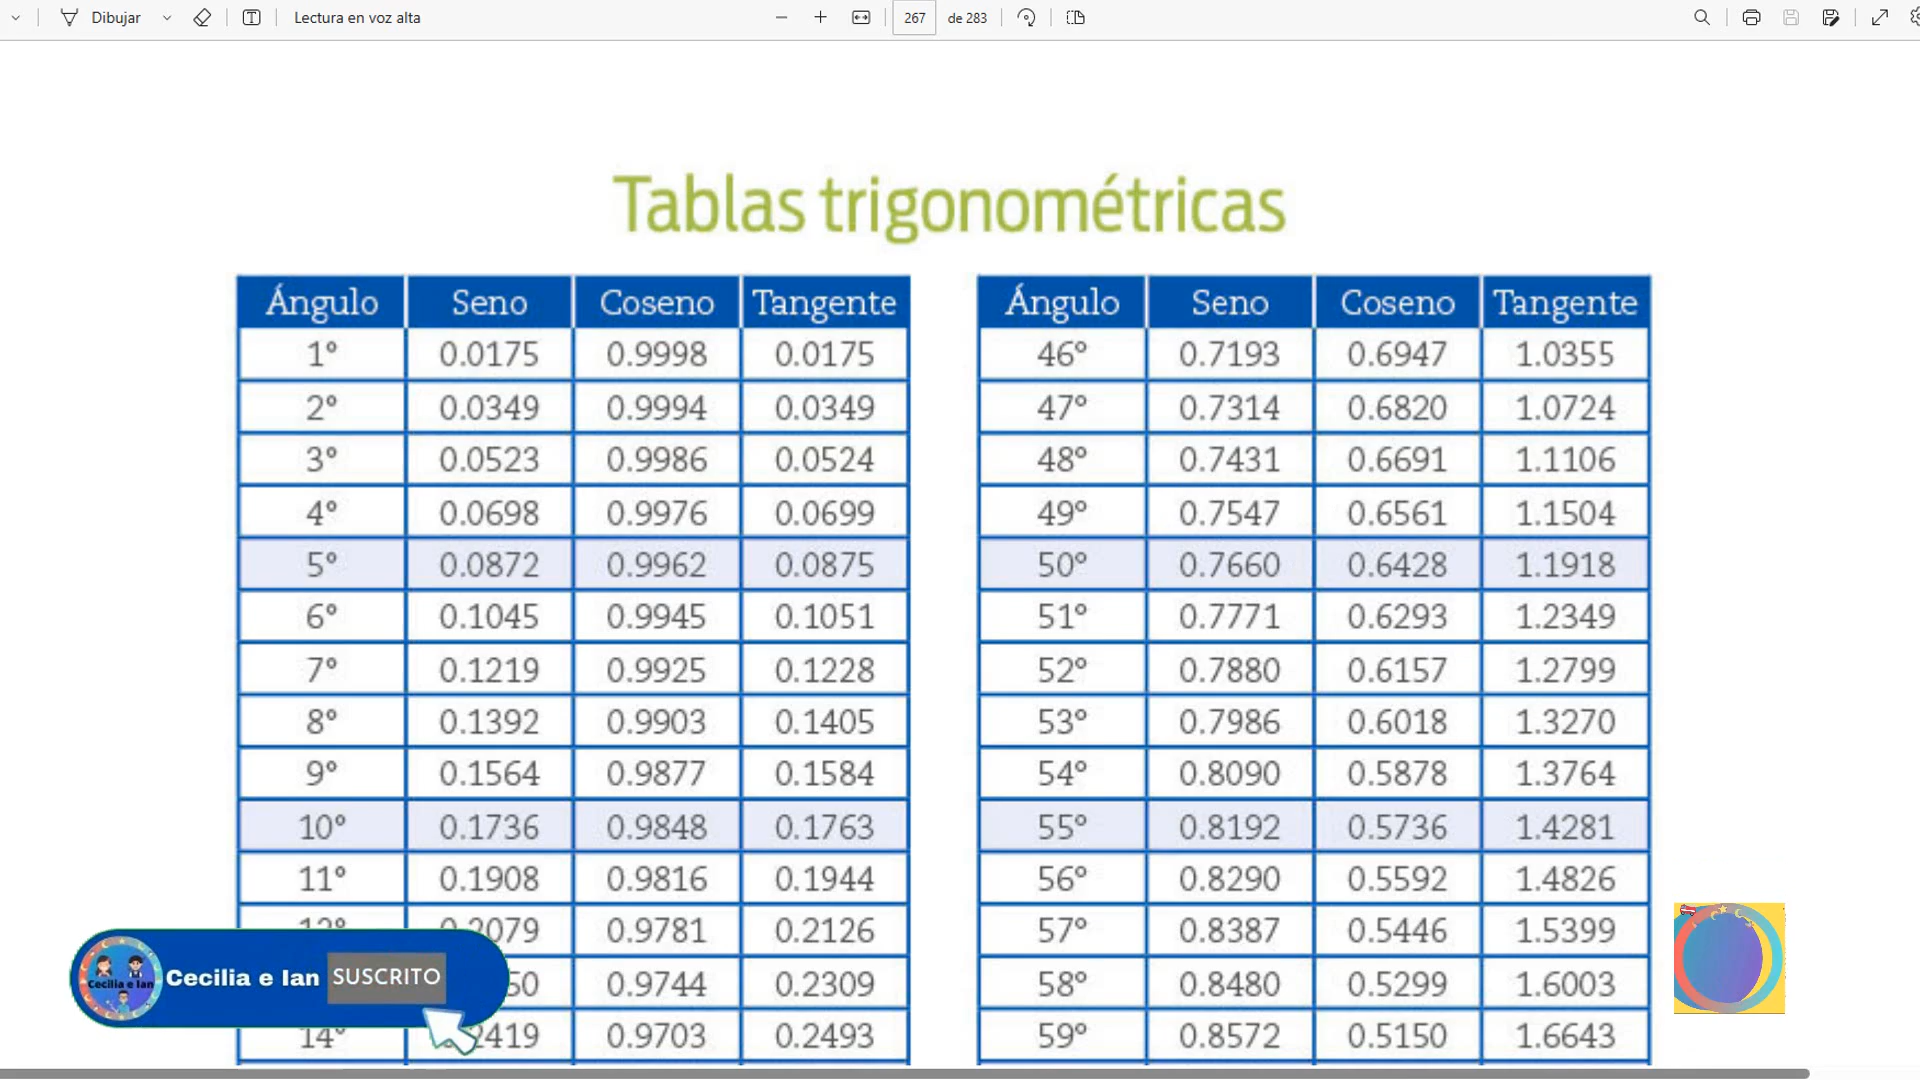 Dibujar Lectura en voz alta 267 de 283
Tablas trigonométricas
Ángulo Seno Coseno Tangente Ángulo Seno Coseno Tangente
1° 0.0175 0.9998 0.0175 46° 0.7193 0.6947 1.0355
2° 0.0349 0.9994 0.0349 47° 0.7314 0.6820 1.0724
3° 0.0523 0.9986 0.0524 48° 0.7431 0.6691 1.1106
4° 0.0698 0.9976 0.0699 49° 0.7547 0.6561 1.1504
5° 0.0872 0.9962 0.0875 50° 0.7660 0.6428 1.1918
6° 0.1045 0.9945 0.1051 51° 0.7771 0.6293 1.2349
7° 0.1219 0.9925 0.1228 52° 0.7880 0.6157 1.2799
8° 0.1392 0.9903 0.1405 53° 0.7986 0.6018 1.3270
9° 0.1564 0.9877 0.1584 54° 0.8090 0.5878 1.3764
10° 0.1736 0.9848 0.1763 55° 0.8192 0.5736 1.4281
11° 0.1908 0.9816 0.1944 56° 0.8290 0.5592 1.4826
0.9781 0.2126 57° 0.8387 0.5446 1.5399
0.9744 0.2309 58° 0.8480 0.5299 1.6003
14° 0.9703 0.2493 59° 0.8572 0.5150 1.6643
Cecilia e Ian
Cecilia e Ian SUSCRITO